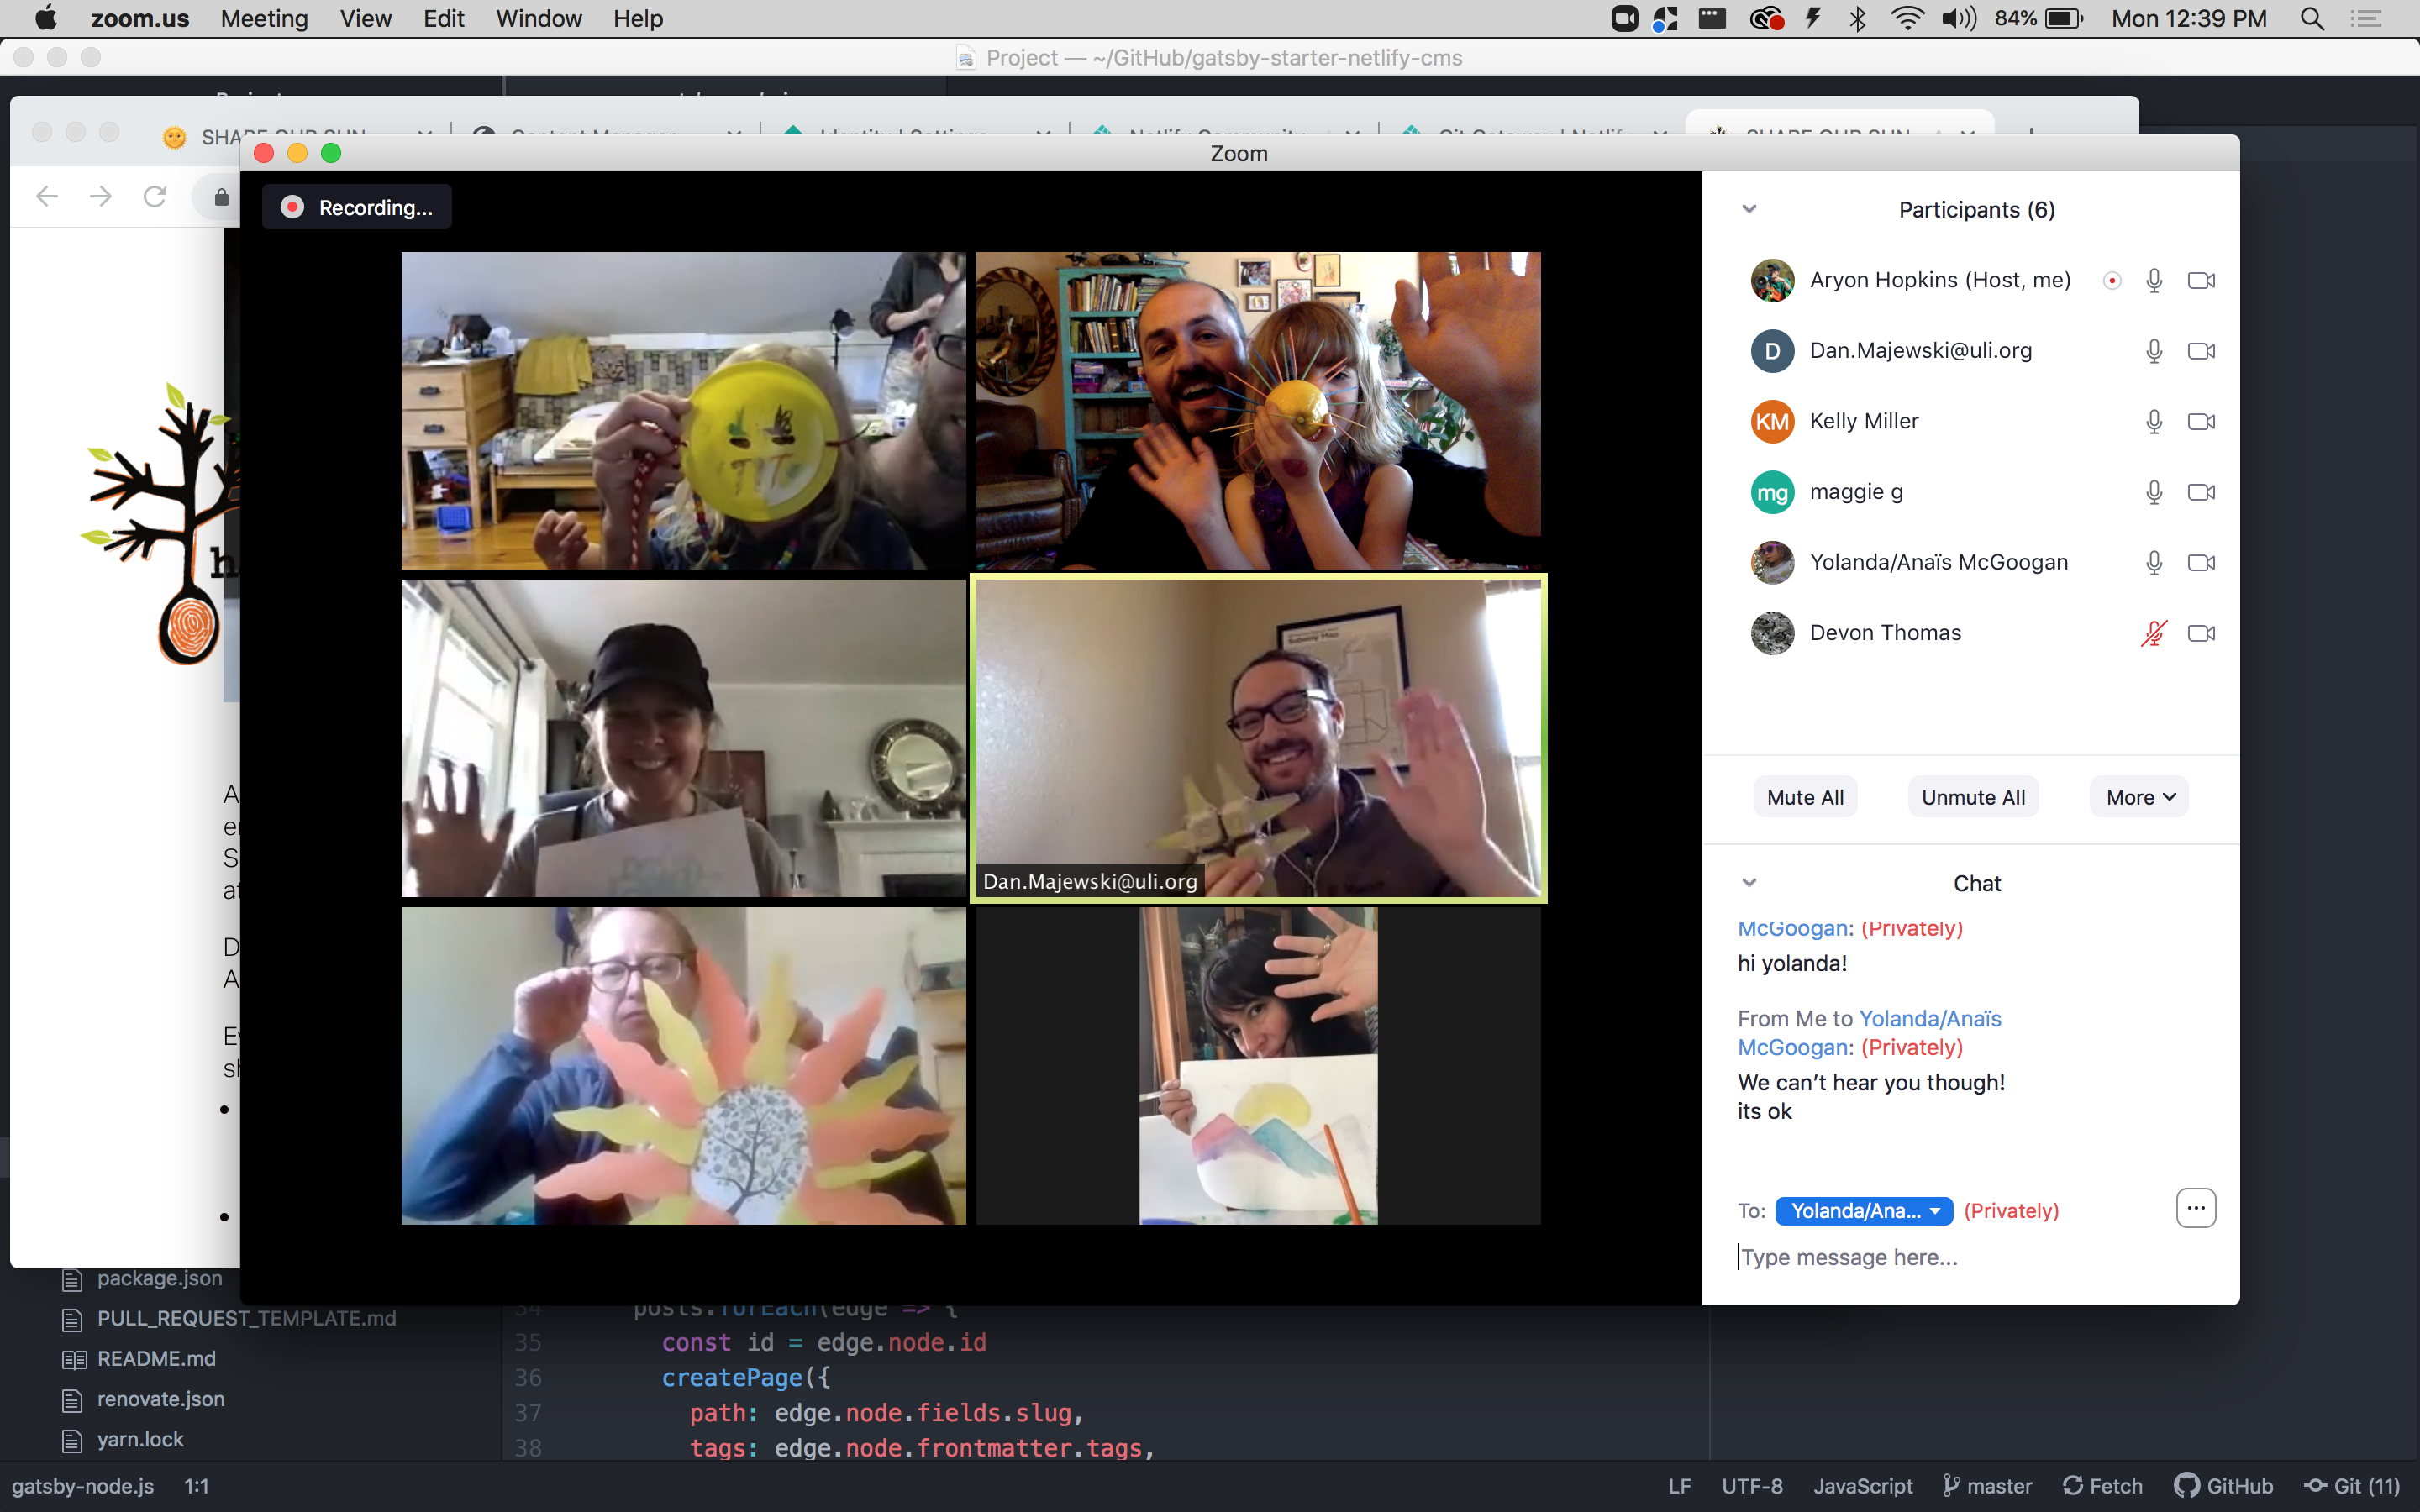 zoom.us Meeting View Edit Window Help
84% Mon 12:39 PM
Project — ~/GitHub/gatsby-starter-netlify-cms
SHARE OUR SUN
Content Manager
Identity | Settings
Netlify Community
Git Gateway | Netlify
SHARE OUR SUN
Zoom
Recording...
Subway Map
Dan.Majewski@uli.org
Participants (6)
Aryon Hopkins (Host, me)
D Dan.Majewski@uli.org
KM Kelly Miller
mg maggie g
Yolanda/Anaïs McGoogan
Devon Thomas
Mute All
Unmute All
More
Chat
McGoogan: (Privately)
hi yolanda!
From Me to Yolanda/Anaïs
McGoogan: (Privately)
We can’t hear you though!
its ok
To: Yolanda/Ana... (Privately)
Type message here...
package.json
PULL_REQUEST_TEMPLATE.md
README.md
renovate.json
yarn.lock
34 posts.forEach(edge => {
35 const id = edge.node.id
36 createPage({
37 path: edge.node.fields.slug,
38 tags: edge.node.frontmatter.tags,
gatsby-node.js 1:1
LF UTF-8 JavaScript master Fetch GitHub Git (11)